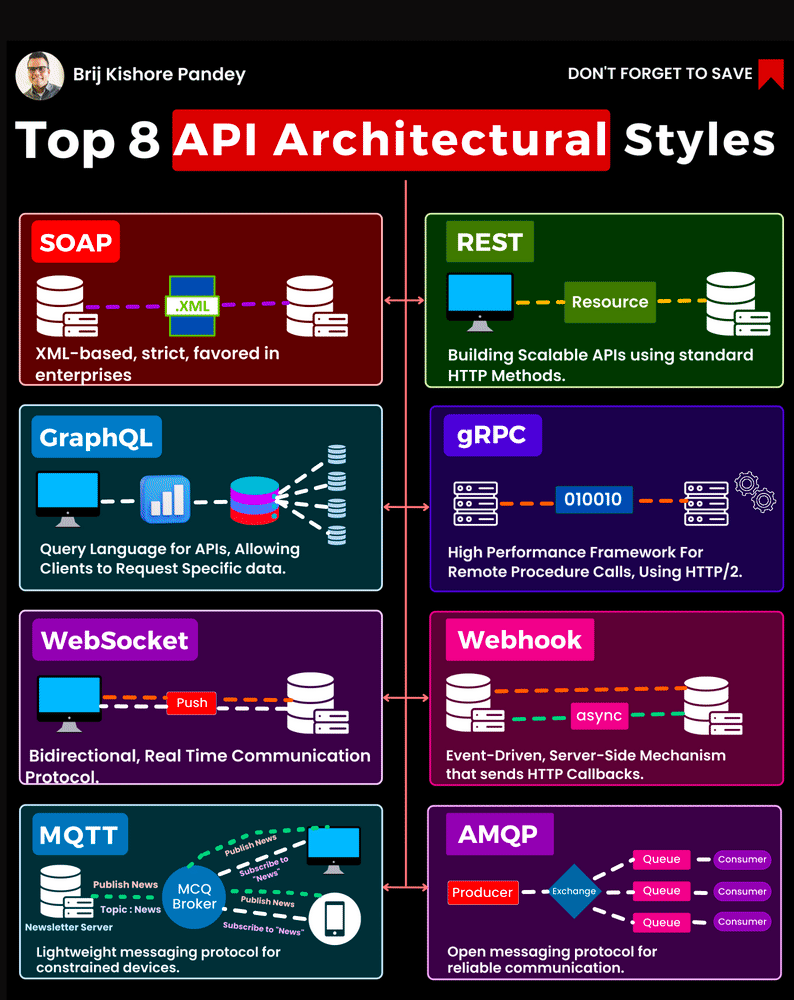 Brij Kishore Pandey
DON'T FORGET TO SAVE
Top 8 API Architectural Styles
SOAP
.XML
XML-based, strict, favored in
enterprises
REST
Resource
Building Scalable APIs using standard
HTTP Methods.
GraphQL
Query Language for APIs, Allowing
Clients to Request Specific data.
gRPC
010010
High Performance Framework For
Remote Procedure Calls, Using HTTP/2.
WebSocket
Push
Bidirectional, Real Time Communication
Protocol.
Webhook
async
Event-Driven, Server-Side Mechanism
that sends HTTP Callbacks.
MQTT
Publish News
Topic : News
Newsletter Server
MCQ
Broker
Publish News
Subscribe to
"News"
Publish News
Subscribe to "News"
Lightweight messaging protocol for
constrained devices.
AMQP
Producer
Exchange
Queue
Consumer
Queue
Consumer
Queue
Consumer
Open messaging protocol for
reliable communication.